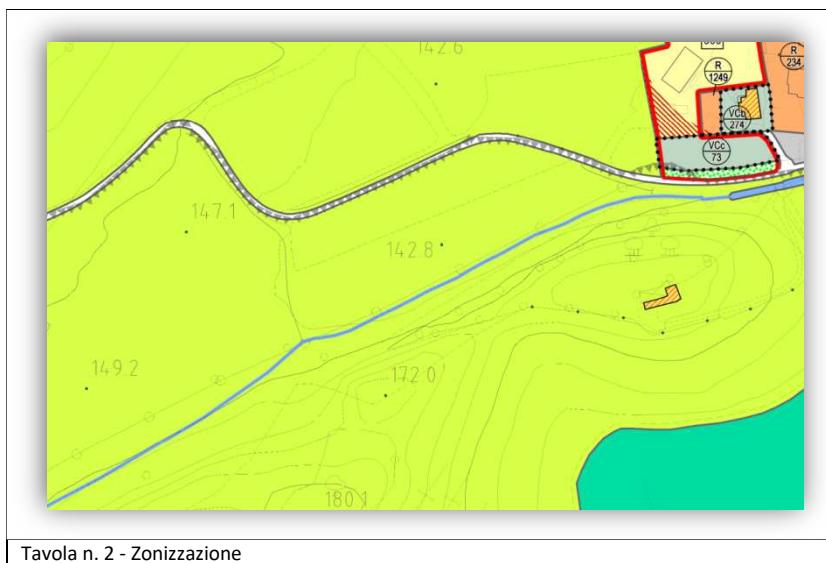 142.6
R
234
R
1249
VCb
274
VCc
73
147.1
142.8
149.2
172.0
180.1
Tavola n. 2 - Zonizzazione